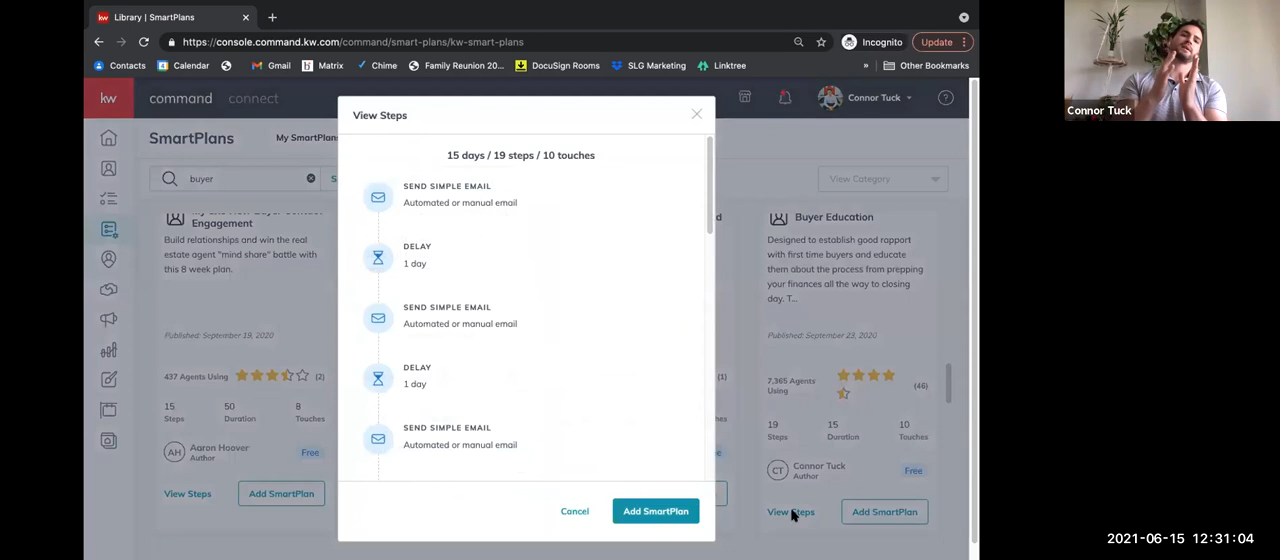 Library | SmartPlans
https://console.command.kw.com/command/smart-plans/kw-smart-plans
Incognito
Update
Contacts
Calendar
Gmail
Matrix
Chime
Family Reunion 20...
DocuSign Rooms
SLG Marketing
Linktree
»
Other Bookmarks
kw
command
connect
Connor Tuck
SmartPlans
My SmartPlans
buyer
View Category
View Steps
15 days / 19 steps / 10 touches
SEND SIMPLE EMAIL
Automated or manual email
DELAY
1 day
SEND SIMPLE EMAIL
Automated or manual email
DELAY
1 day
SEND SIMPLE EMAIL
Automated or manual email
Cancel
Add SmartPlan
Engagement
Build relationships and win the real
estate agent "mind share" battle with
this 8 week plan.
Published: September 19, 2020
437 Agents Using
(2)
15
50
8
Steps
Duration
Touches
AH
Aaron Hoover
Author
Free
View Steps
Add SmartPlan
(1)
Buyer Education
Designed to establish good rapport
with first time buyers and educate
them about the process from prepping
your finances all the way to closing
day. T...
Published: September 23, 2020
7,365 Agents
Using
(46)
19
15
10
Steps
Duration
Touches
CT
Connor Tuck
Author
Free
View Steps
Add SmartPlan
Connor Tuck
2021-06-15 12:31:04